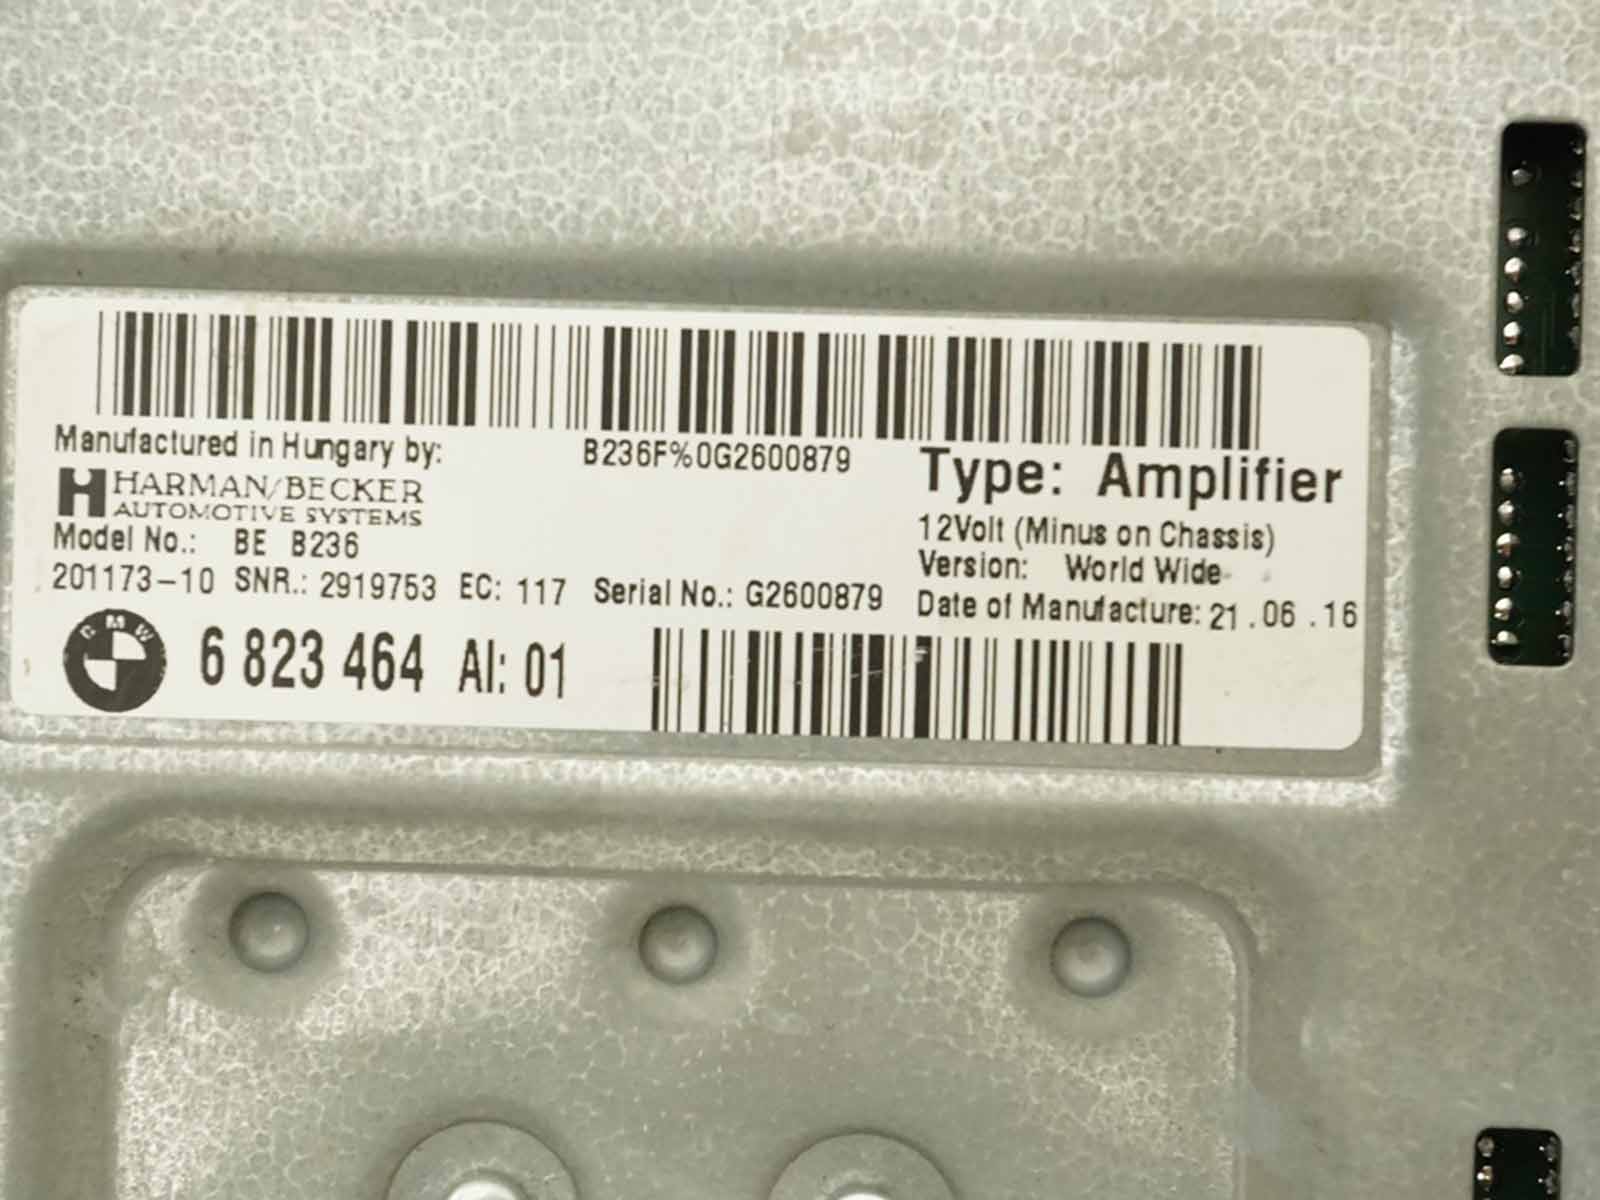 Manufactured in Hungary by:
B236F%0G2600879
Type: Amplifier
HARMAN/BECKER
AUTOMOTIVE SYSTEMS
12Volt (Minus on Chassis)
Model No.: BE B236
Version: World Wide
201173-10 SNR.: 2919753 EC: 117 Serial No.: G2600879
Date of Manufacture: 21.06.16
BMW
6 823 464 AI: 01